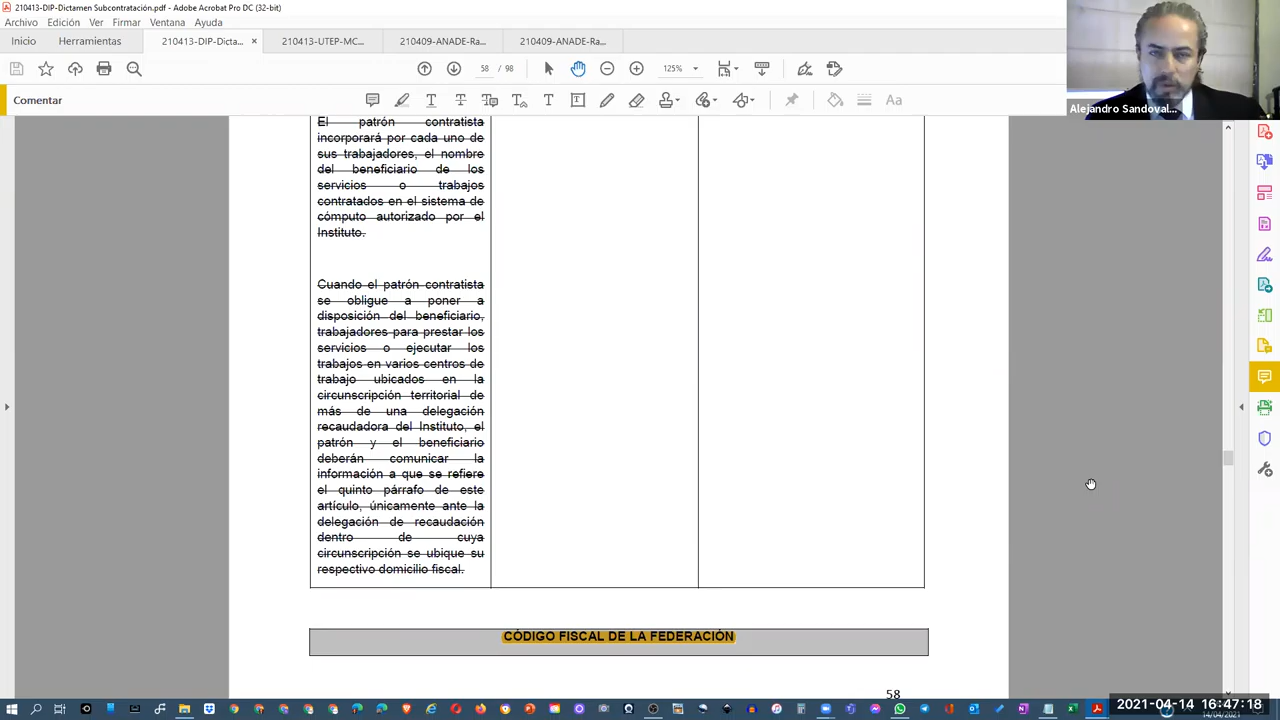 210413-DIP-Dictamen Subcontratación.pdf - Adobe Acrobat Pro DC (32-bit)
Archivo Edición Ver Firmar Ventana Ayuda
Inicio Herramientas 210413-DIP-Dicta... × 210413-UTEP-MC... 210409-ANADE-Ra... 210409-ANADE-Ra...
58 / 98 125%
Comentar
Aa
Alejandro Sandoval...
El patrón contratista
incorporará por cada uno de
sus trabajadores, el nombre
del beneficiario de los
servicios o trabajos
contratados en el sistema de
cómputo autorizado por el
Instituto.
Cuando el patrón contratista
se obligue a poner a
disposición del beneficiario,
trabajadores para prestar los
servicios o ejecutar los
trabajos en varios centros de
trabajo ubicados en la
circunscripción territorial de
más de una delegación
recaudadora del Instituto, el
patrón y el beneficiario
deberán comunicar la
información a que se refiere
el quinto párrafo de este
artículo, únicamente ante la
delegación de recaudación
dentro de cuya
circunscripción se ubique su
respectivo domicilio fiscal.
CÓDIGO FISCAL DE LA FEDERACIÓN
58
2021-04-14 16:47:18
14/04/2021